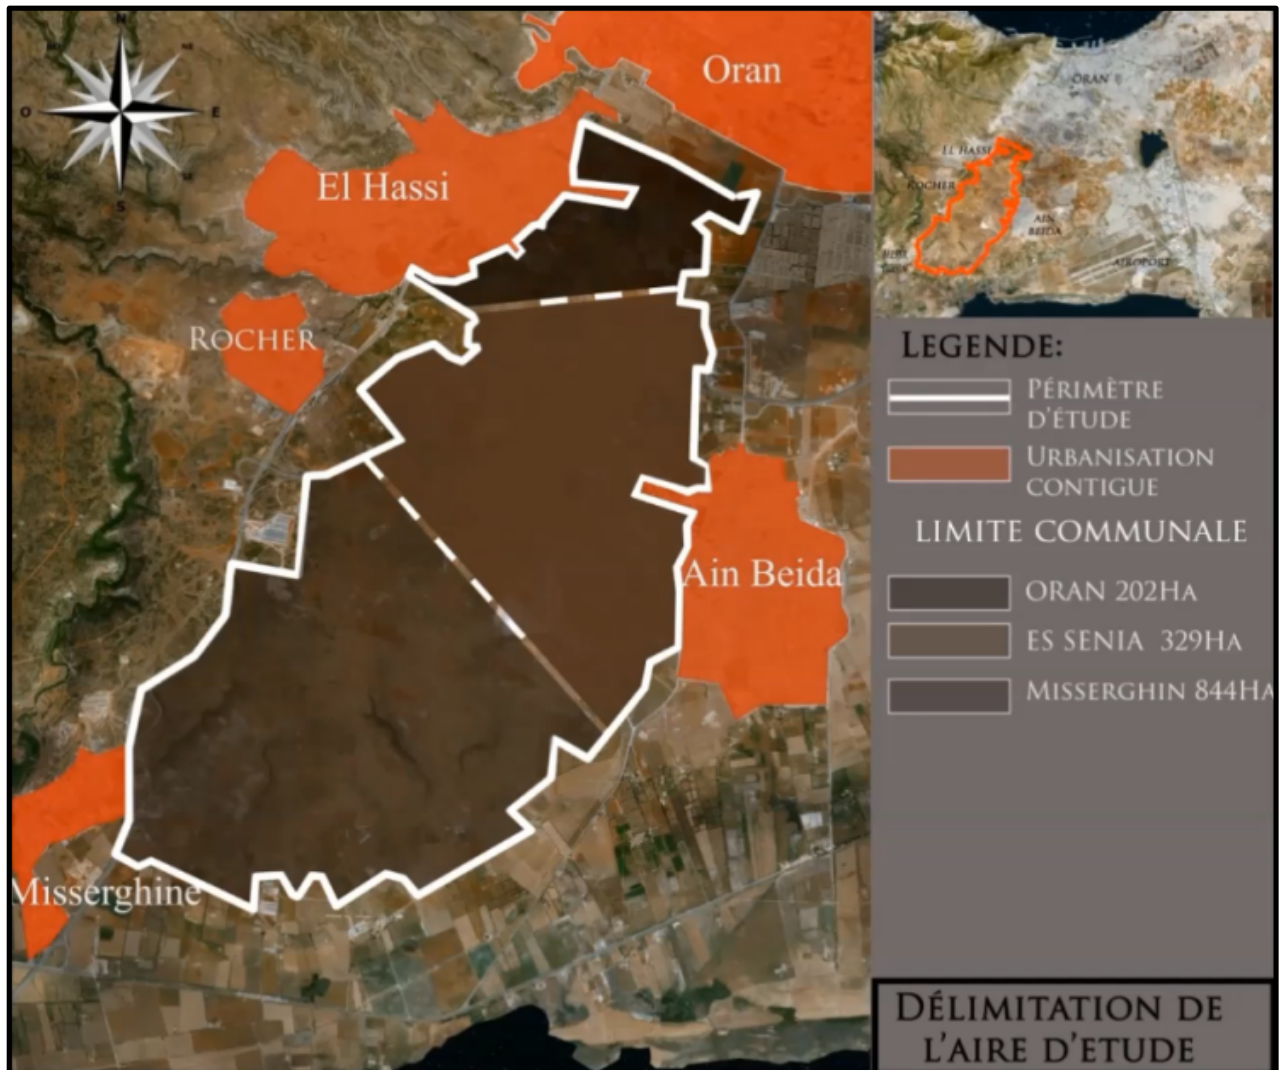 N
O
E
S
Oran
El Hassi
ROCHER
Ain Beida
Misserghine
ORAN
EL HASSI
ROCHER
AIN
BEIDA
AEROPORT
LEGENDE:
PÉRIMÈTRE
D'ÉTUDE
URBANISATION
CONTIGUE
LIMITE COMMUNALE
ORAN 202HA
ES SENIA 329HA
MISSERGHIN 844HA
DÉLIMITATION DE
L'AIRE D'ETUDE